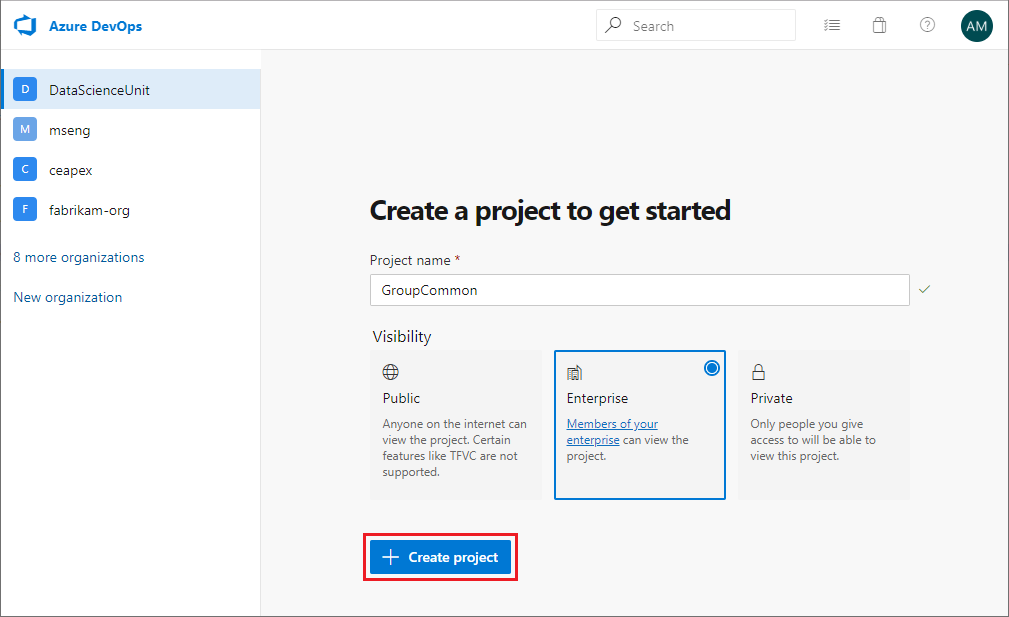 Azure DevOps
Search
AM
D DataScienceUnit
M mseng
C ceapex
F fabrikam-org
8 more organizations
New organization
Create a project to get started
Project name *
GroupCommon
Visibility
Public
Anyone on the internet can
view the project. Certain
features like TFVC are not
supported.
Enterprise
Members of your
enterprise can view the
project.
Private
Only people you give
access to will be able to
view this project.
Create project